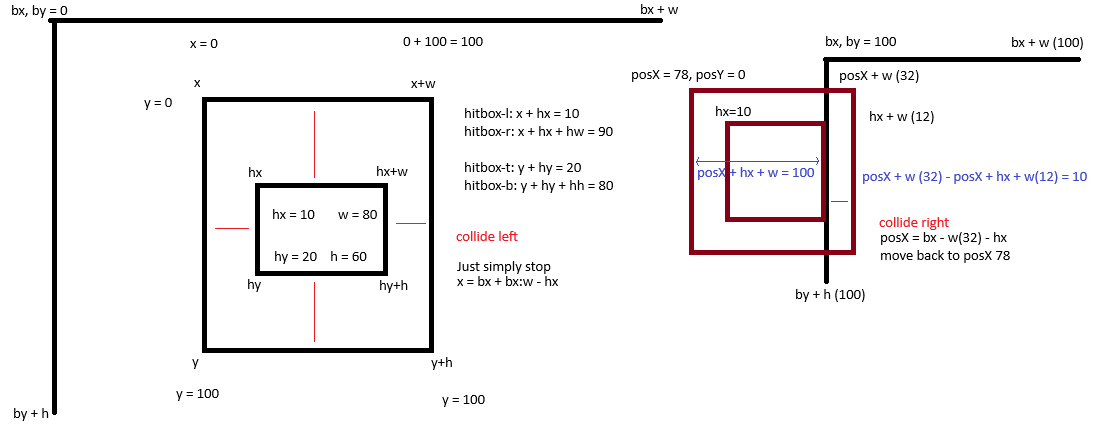 bx, by = 0
bx + w
x = 0
0 + 100 = 100
x
x+w
y = 0
hitbox-l: x + hx = 10
hitbox-r: x + hx + hw = 90
hitbox-t: y + hy = 20
hitbox-b: y + hy + hh = 80
hx
hx+w
hx = 10
w = 80
hy = 20
h = 60
hy
hy+h
collide left
Just simply stop
x = bx + bx:w - hx
y
y+h
y = 100
y = 100
by + h
bx, by = 100
bx + w (100)
posX = 78, posY = 0
posX + w (32)
hx=10
hx + w (12)
posX + hx + w = 100
posX + w (32) - posX + hx + w(12) = 10
collide right
posX = bx - w(32) - hx
move back to posX 78
by + h (100)